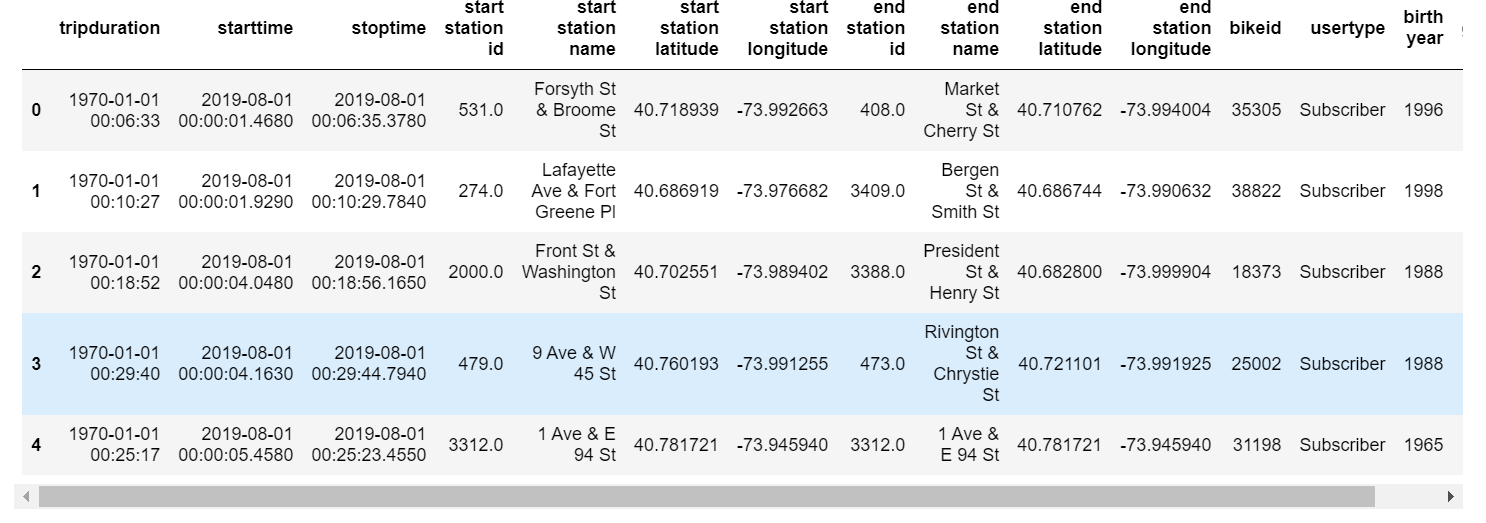 tripduration starttime stoptime start station id start station name start station latitude start station longitude end station id end station name end station latitude end station longitude bikeid usertype birth year
0 1970-01-01 00:06:33 2019-08-01 00:00:01.4680 2019-08-01 00:06:35.3780 531.0 Forsyth St & Broome St 40.718939 -73.992663 408.0 Market St & Cherry St 40.710762 -73.994004 35305 Subscriber 1996
1 1970-01-01 00:10:27 2019-08-01 00:00:01.9290 2019-08-01 00:10:29.7840 274.0 Lafayette Ave & Fort Greene Pl 40.686919 -73.976682 3409.0 Bergen St & Smith St 40.686744 -73.990632 38822 Subscriber 1998
2 1970-01-01 00:18:52 2019-08-01 00:00:04.0480 2019-08-01 00:18:56.1650 2000.0 Front St & Washington St 40.702551 -73.989402 3388.0 President St & Henry St 40.682800 -73.999904 18373 Subscriber 1988
3 1970-01-01 00:29:40 2019-08-01 00:00:04.1630 2019-08-01 00:29:44.7940 479.0 9 Ave & W 45 St 40.760193 -73.991255 473.0 Rivington St & Chrystie St 40.721101 -73.991925 25002 Subscriber 1988
4 1970-01-01 00:25:17 2019-08-01 00:00:05.4580 2019-08-01 00:25:23.4550 3312.0 1 Ave & E 94 St 40.781721 -73.945940 3312.0 1 Ave & E 94 St 40.781721 -73.945940 31198 Subscriber 1965